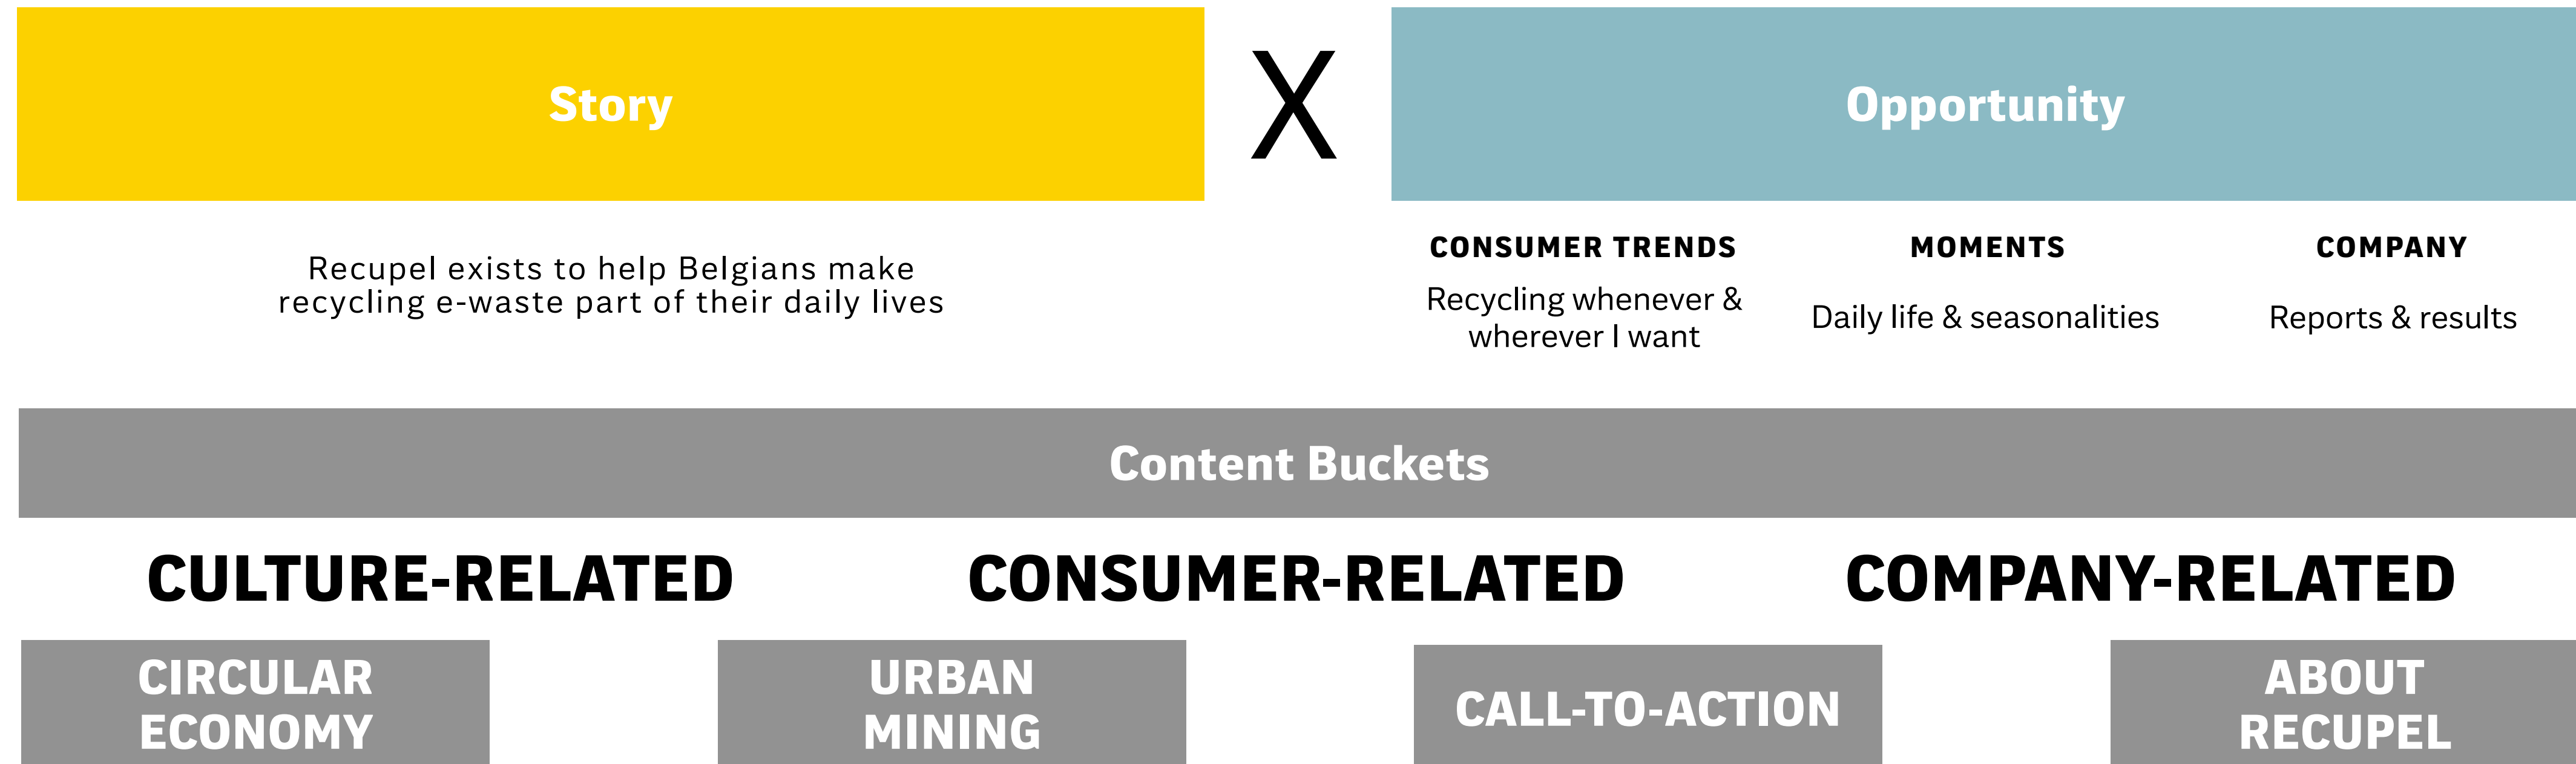 Story
X
Opportunity
Recupel exists to help Belgians make
recycling e-waste part of their daily lives
CONSUMER TRENDS
Recycling whenever &
wherever I want
MOMENTS
Daily life & seasonalities
COMPANY
Reports & results
Content Buckets
CULTURE-RELATED
CONSUMER-RELATED
COMPANY-RELATED
CIRCULAR
ECONOMY
URBAN
MINING
CALL-TO-ACTION
ABOUT
RECUPEL